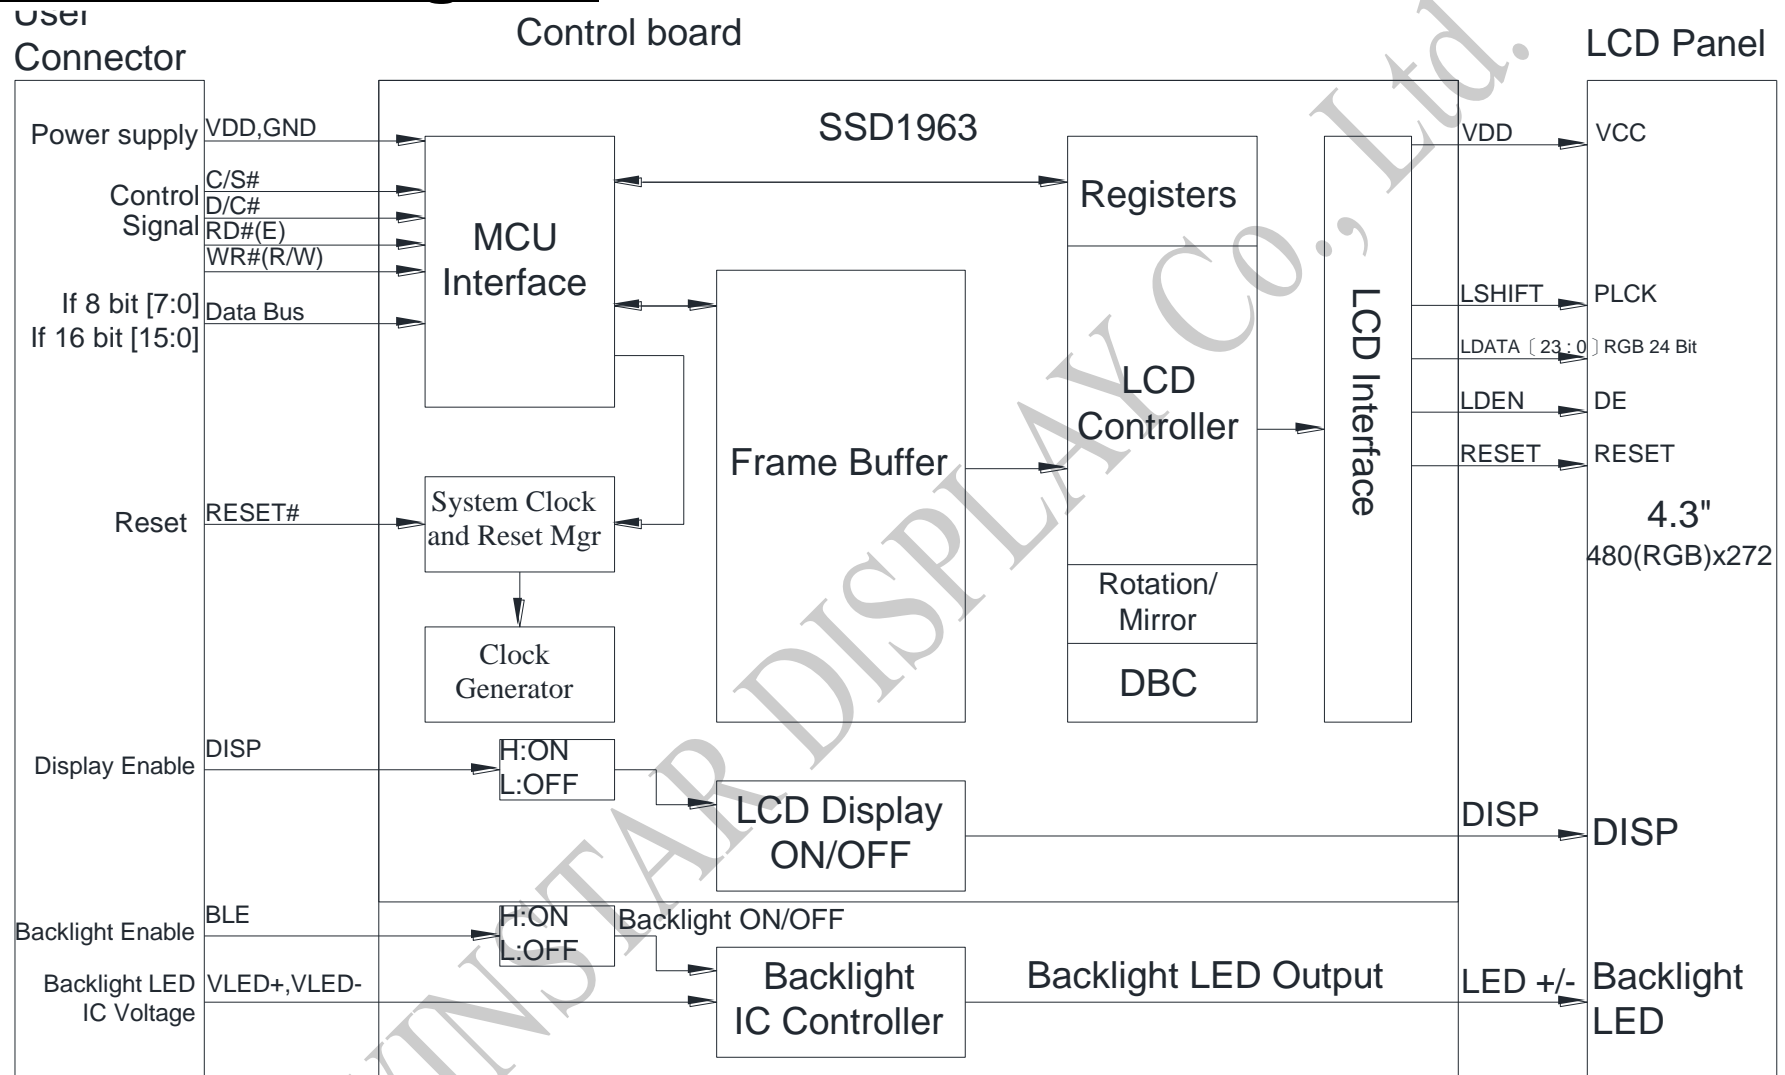 User
Connector
Control board
LCD Panel
SSD1963
Power supply
VDD,GND
Control
Signal
C/S#
D/C#
RD#(E)
WR#(R/W)
If 8 bit [7:0]
If 16 bit [15:0]
Data Bus
MCU
Interface
Reset
RESET#
System Clock
and Reset Mgr
Clock
Generator
Frame Buffer
Registers
LCD
Controller
Rotation/
Mirror
DBC
LCD Interface
VDD
VCC
LSHIFT
PLCK
LDATA〔23:0〕RGB 24 Bit
LDEN
DE
RESET
RESET
4.3"
480(RGB)x272
Display Enable
DISP
H:ON
L:OFF
LCD Display
ON/OFF
DISP
DISP
Backlight Enable
BLE
H:ON
L:OFF
Backlight ON/OFF
Backlight LED
IC Voltage
VLED+,VLED-
Backlight
IC Controller
Backlight LED Output
LED +/-
Backlight
LED
WINSTAR DISPLAY Co., Ltd.